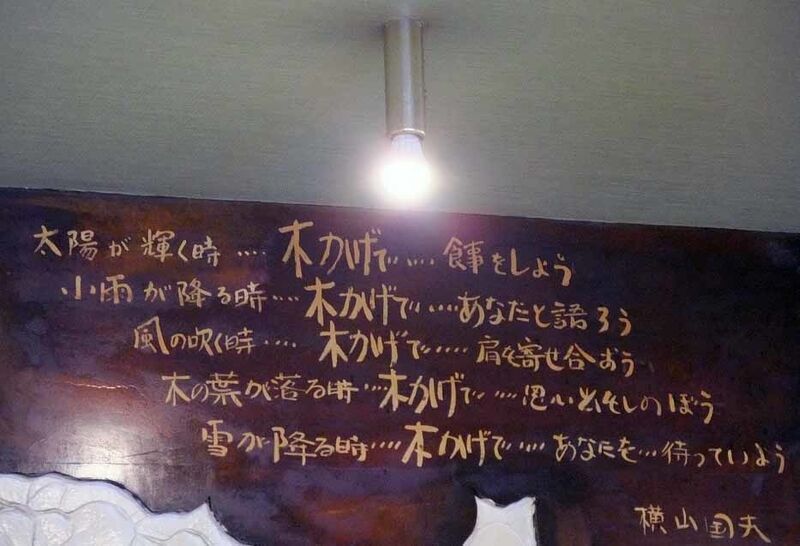 太陽が輝く時‥‥木かげで‥‥食事をしよう
小雨が降る時‥‥木かげで‥‥あなたと語ろう
風の吹く時‥‥木かげで‥‥‥肩を寄せ合おう
木の葉が落る時‥‥木かげで‥‥思い出をしのぼう
雪が降る時‥‥木かげで‥‥あなたを‥‥待っていよう
横山国夫